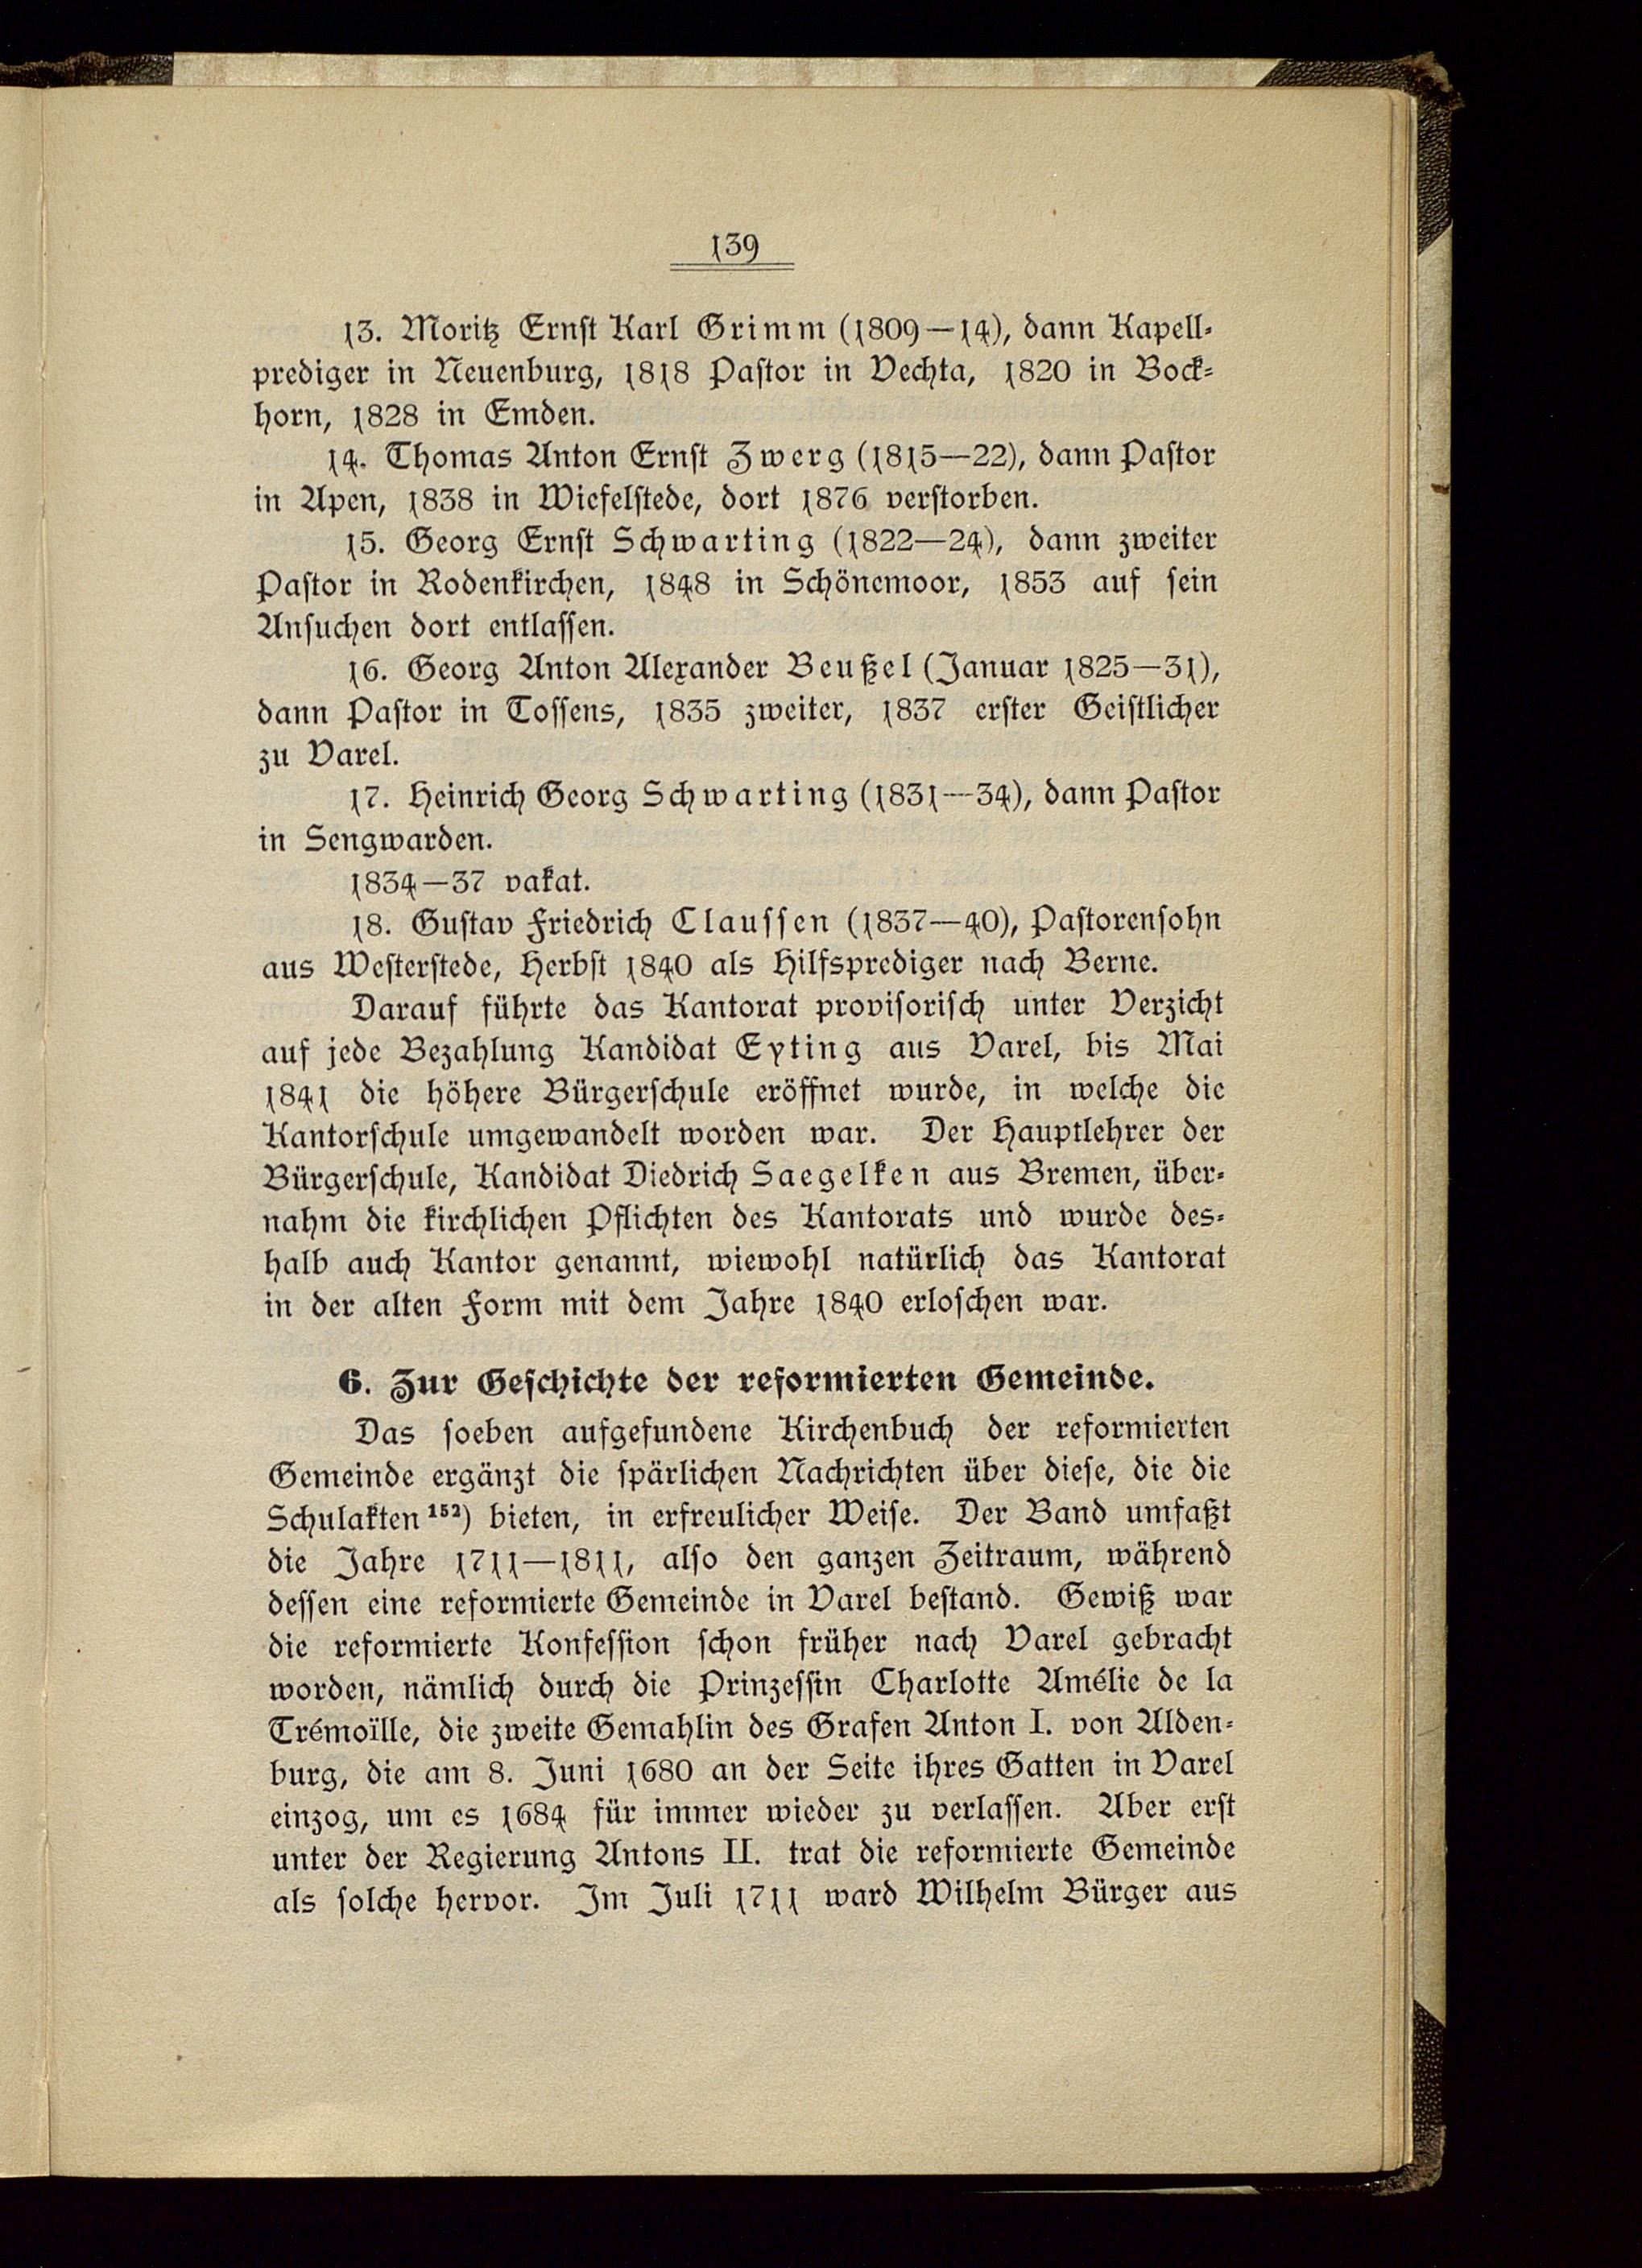 139
13. Moritz Ernst Karl Grimm (1809—14), dann Kapell-
prediger in Neuenburg, 1818 Pastor in Vechta, 1820 in Bock-
horn, 1828 in Emden.
14. Thomas Anton Ernst Zwerg (1815—22), dann Pastor
in Apen, 1838 in Wiefelstede, dort 1876 verstorben.
15. Georg Ernst Schwarting (1822—24), dann zweiter
Pastor in Rodenkirchen, 1848 in Schönemoor, 1853 auf sein
Ansuchen dort entlassen.
16. Georg Anton Alexander Beußel (Januar 1825—31),
dann Pastor in Tossens, 1835 zweiter, 1837 erster Geistlicher
zu Varel.
17. Heinrich Georg Schwarting (1831—34), dann Pastor
in Sengwarden.
1834—37 vakat.
18. Gustav Friedrich Claussen (1837—40), Pastorensohn
aus Westerstede, Herbst 1840 als Hilfsprediger nach Berne.
Darauf führte das Kantorat provisorisch unter Verzicht
auf jede Bezahlung Kandidat Eyting aus Varel, bis Mai
1841 die höhere Bürgerschule eröffnet wurde, in welche die
Kantorschule umgewandelt worden war. Der Hauptlehrer der
Bürgerschule, Kandidat Diedrich Saegelken aus Bremen, über-
nahm die kirchlichen Pflichten des Kantorats und wurde des-
halb auch Kantor genannt, wiewohl natürlich das Kantorat
in der alten Form mit dem Jahre 1840 erloschen war.
6. Zur Geschichte der reformierten Gemeinde.
Das soeben aufgefundene Kirchenbuch der reformierten
Gemeinde ergänzt die spärlichen Nachrichten über diese, die die
Schulakten ¹⁵²) bieten, in erfreulicher Weise. Der Band umfaßt
die Jahre 1711—1811, also den ganzen Zeitraum, während
dessen eine reformierte Gemeinde in Varel bestand. Gewiß war
die reformierte Konfession schon früher nach Varel gebracht
worden, nämlich durch die Prinzessin Charlotte Amélie de la
Trémoïlle, die zweite Gemahlin des Grafen Anton I. von Alden-
burg, die am 8. Juni 1680 an der Seite ihres Gatten in Varel
einzog, um es 1684 für immer wieder zu verlassen. Aber erst
unter der Regierung Antons II. trat die reformierte Gemeinde
als solche hervor. Im Juli 1711 ward Wilhelm Bürger aus